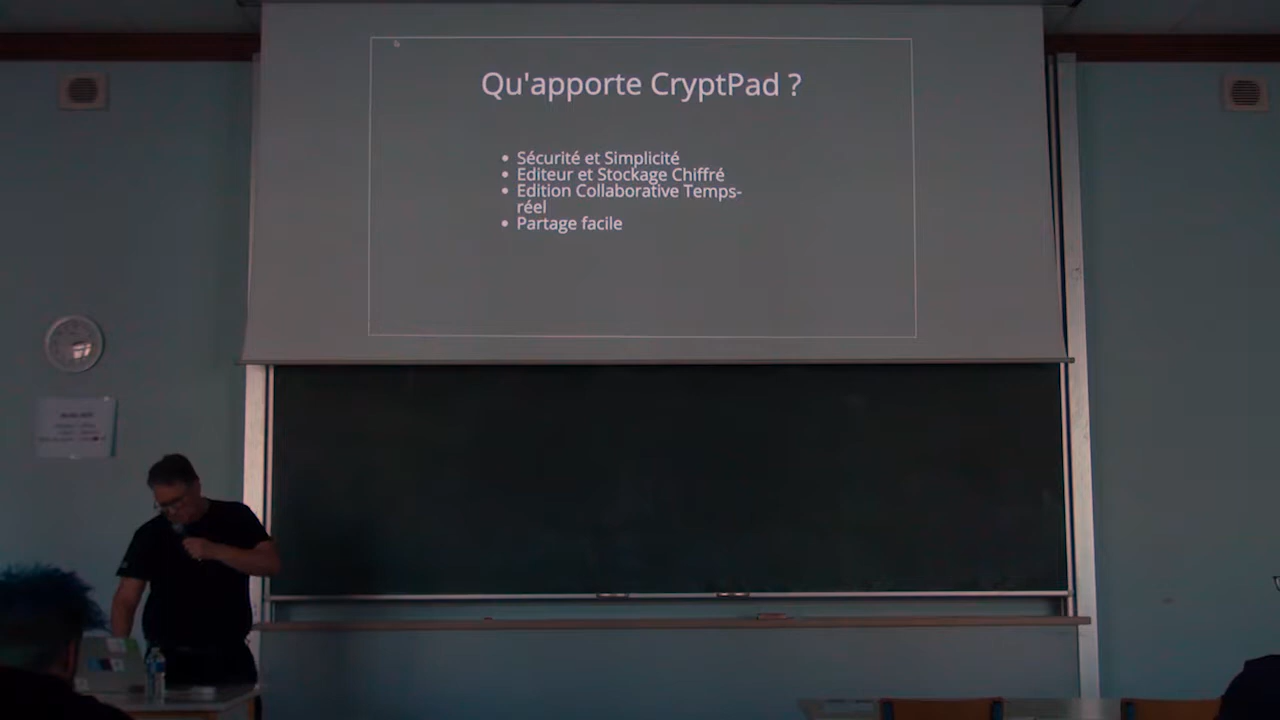 Qu'apporte CryptPad ?
Sécurité et Simplicité
Editeur et Stockage Chiffré
Edition Collaborative Temps-
réel
Partage facile